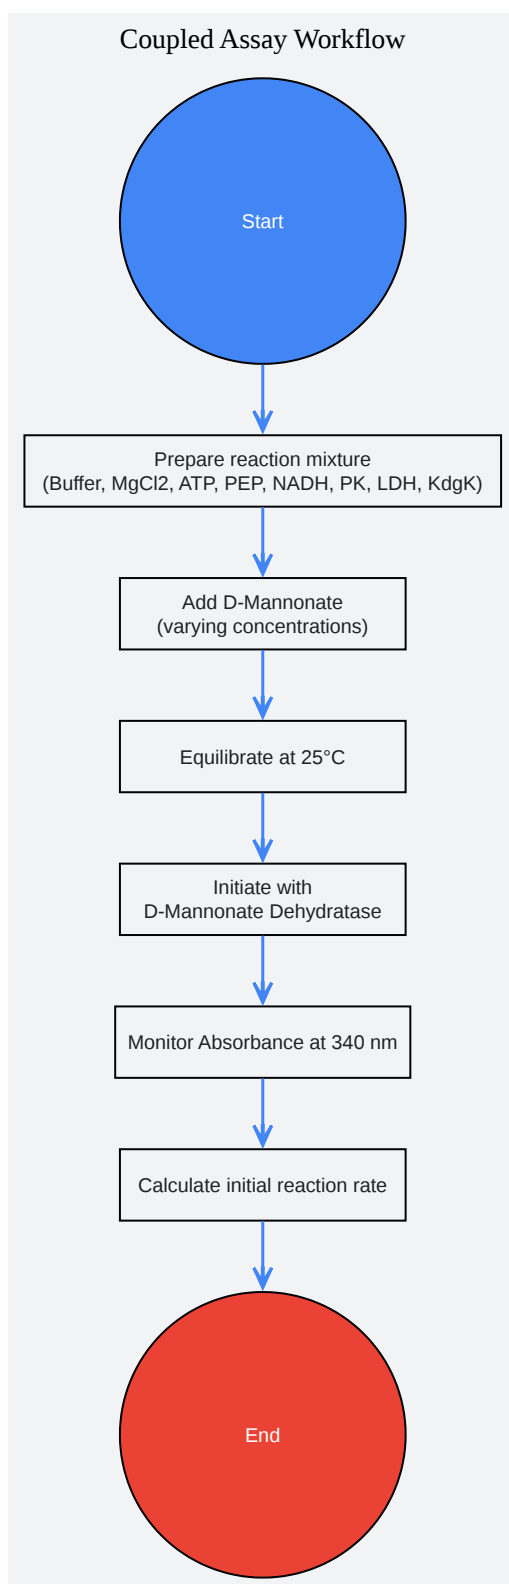 Coupled Assay Workflow
Start
Prepare reaction mixture
(Buffer, MgCl2, ATP, PEP, NADH, PK, LDH, KdgK)
Add D-Mannonate
(varying concentrations)
Equilibrate at 25°C
Initiate with
D-Mannonate Dehydratase
Monitor Absorbance at 340 nm
Calculate initial reaction rate
End